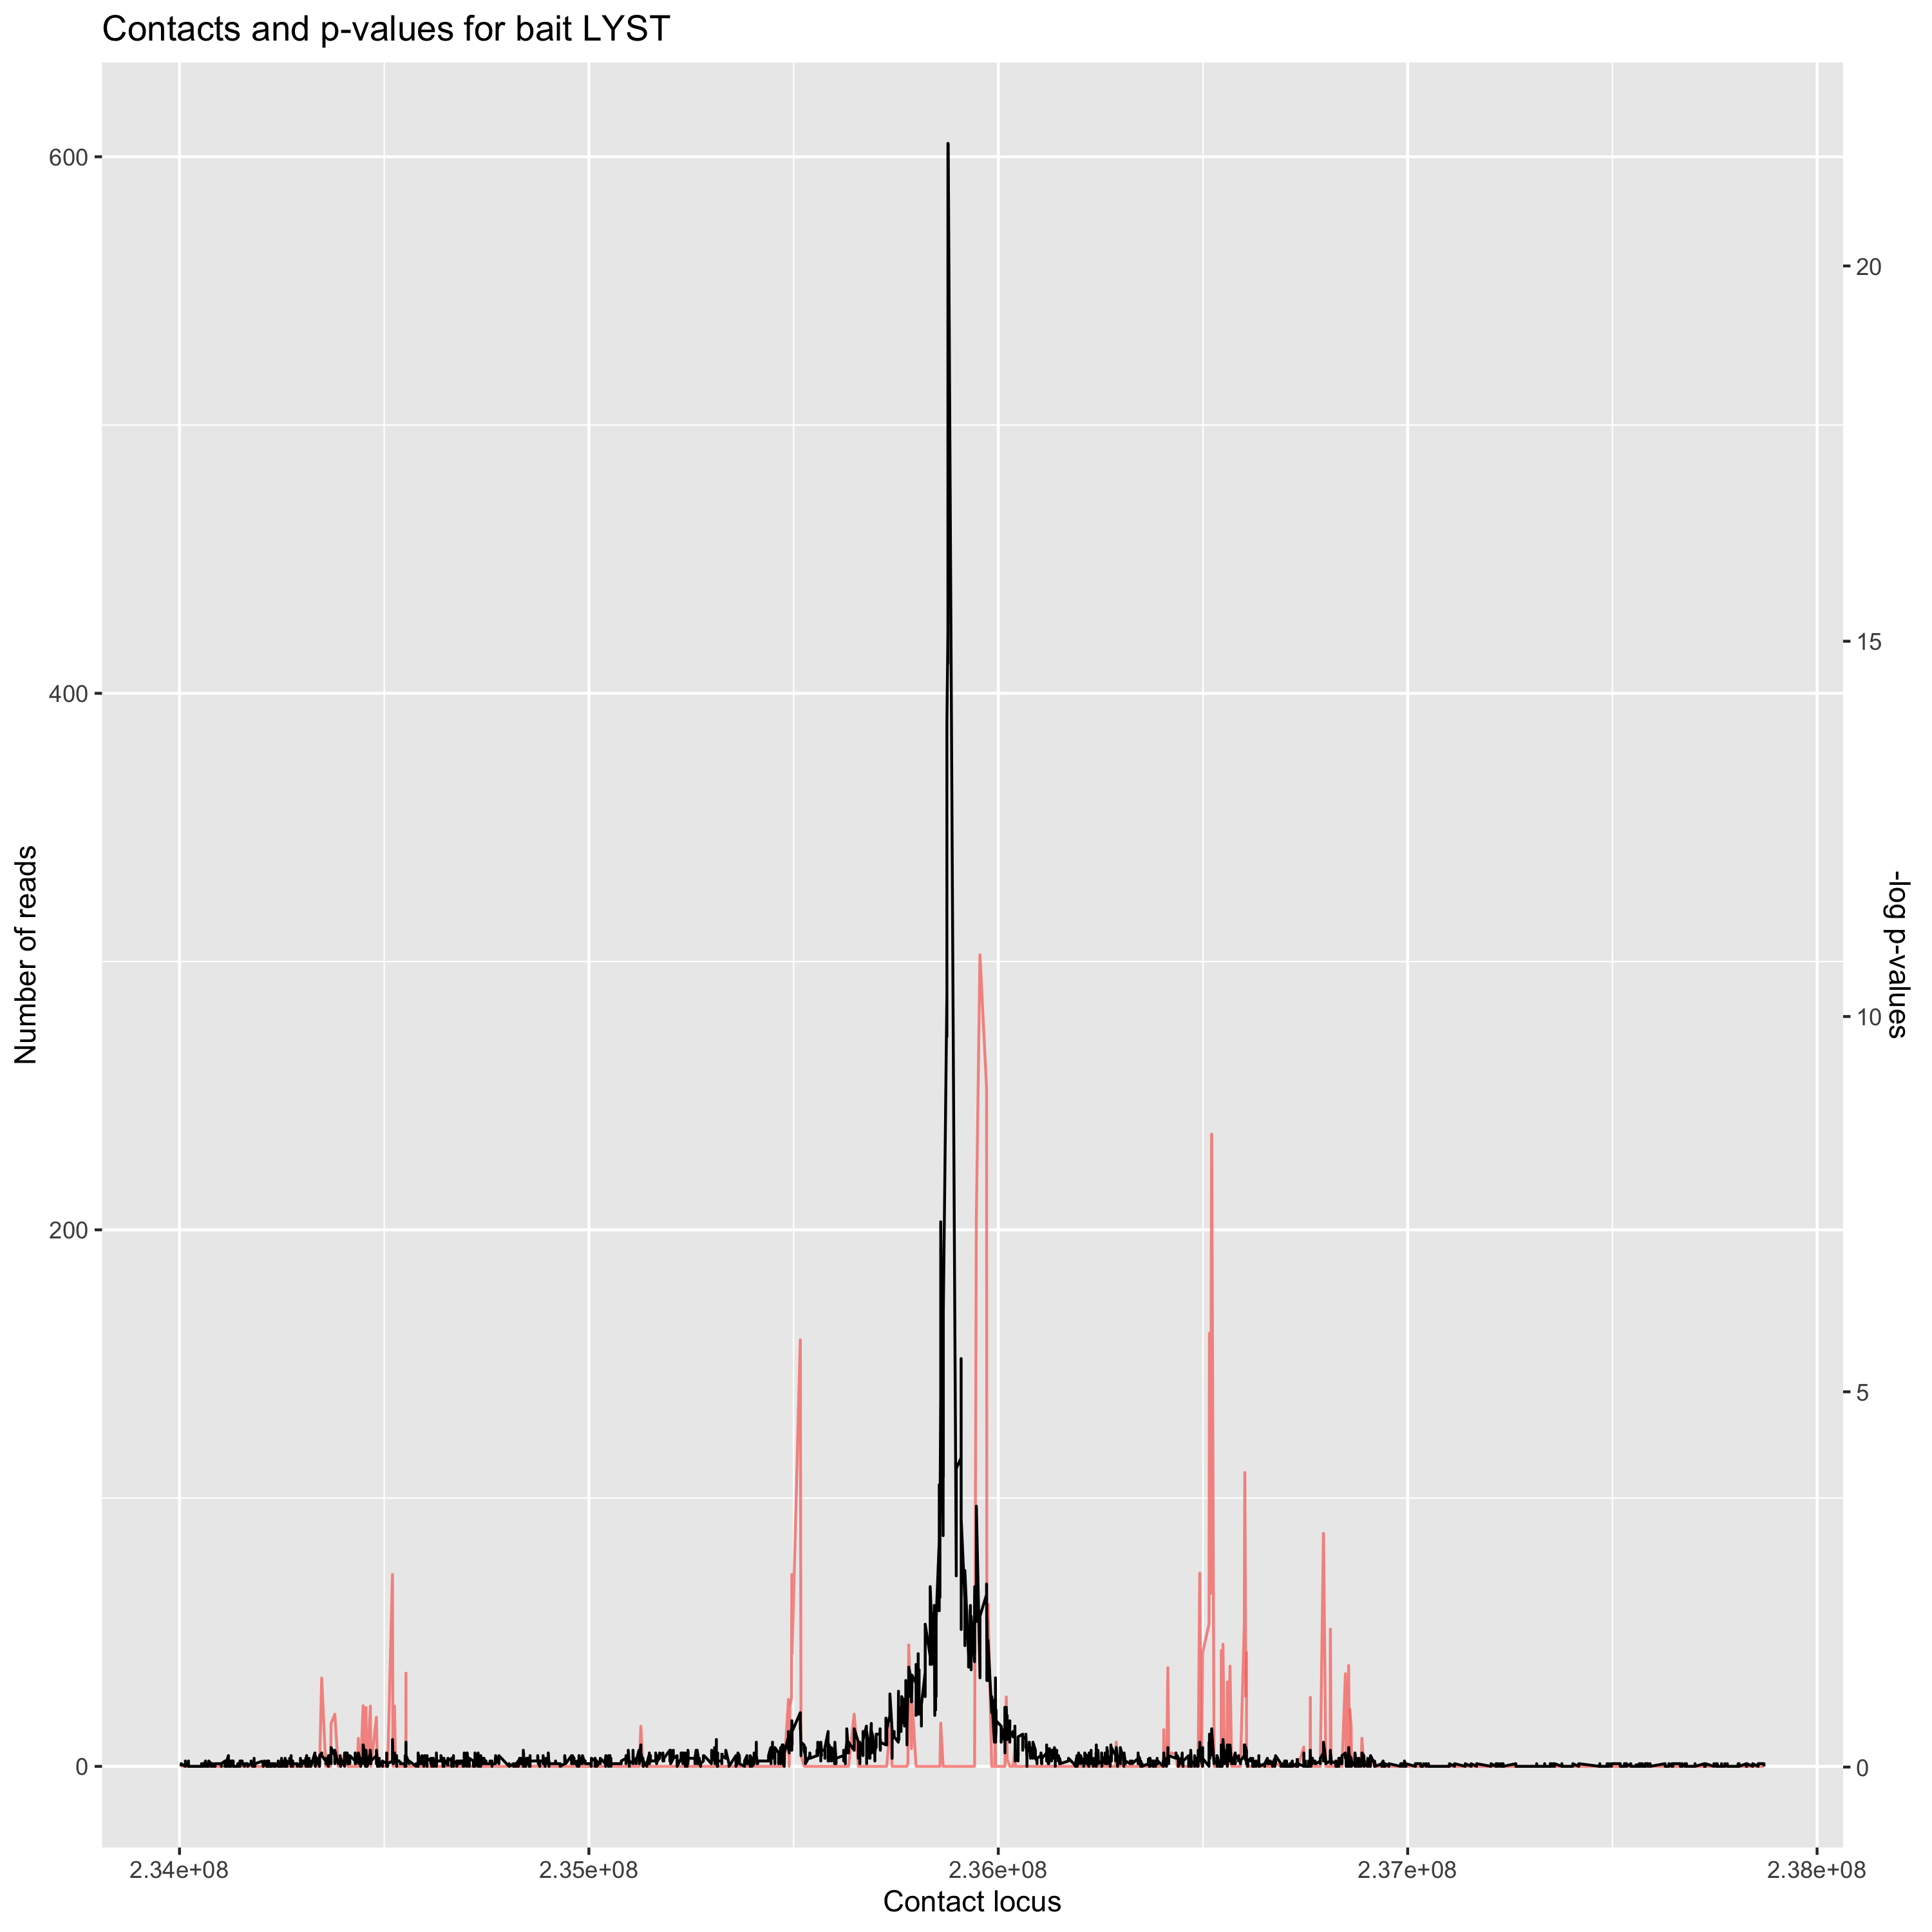 Contacts and p-values for bait LYST
600
400
200
0
Number of reads
20
15
10
5
0
-log p-values
2.34e+08
2.35e+08
2.36e+08
2.37e+08
2.38e+08
Contact locus